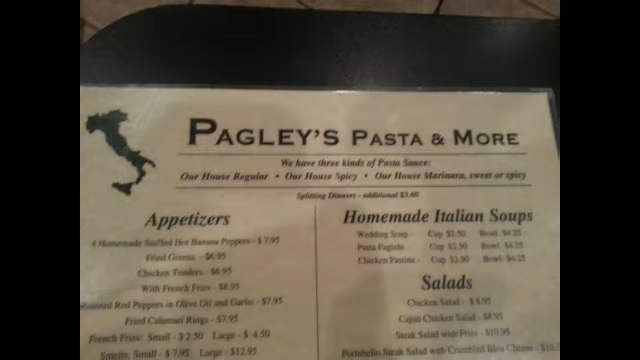 PAGLEY'S PASTA & MORE
We have three kinds of Pasta Sauce:
Our House Regular • Our House Spicy • Our House Marinara, sweet or spicy
Splitting Dinners - additional $3.00
Appetizers
4 Homemade Stuffed Hot Banana Peppers - $7.95
Fried Greens - $6.95
Chicken Tenders - $6.95
With French Fries - $8.95
Roasted Red Peppers in Olive Oil and Garlic - $7.95
Fried Calamari Rings - $7.95
French Fries: Small - $2.50 Large - $4.50
Smelts: Small - $7.95 Large - $12.95
Homemade Italian Soups
Wedding Soup - Cup $2.50 Bowl $4.25
Pasta Fagiole - Cup $2.50 Bowl $4.25
Chicken Pastine - Cup $2.50 Bowl $4.25
Salads
Chicken Salad - $8.95
Cajun Chicken Salad - $8.95
Steak Salad with Fries - $10.95
Portobello Steak Salad with Crumbled Bleu Cheese -